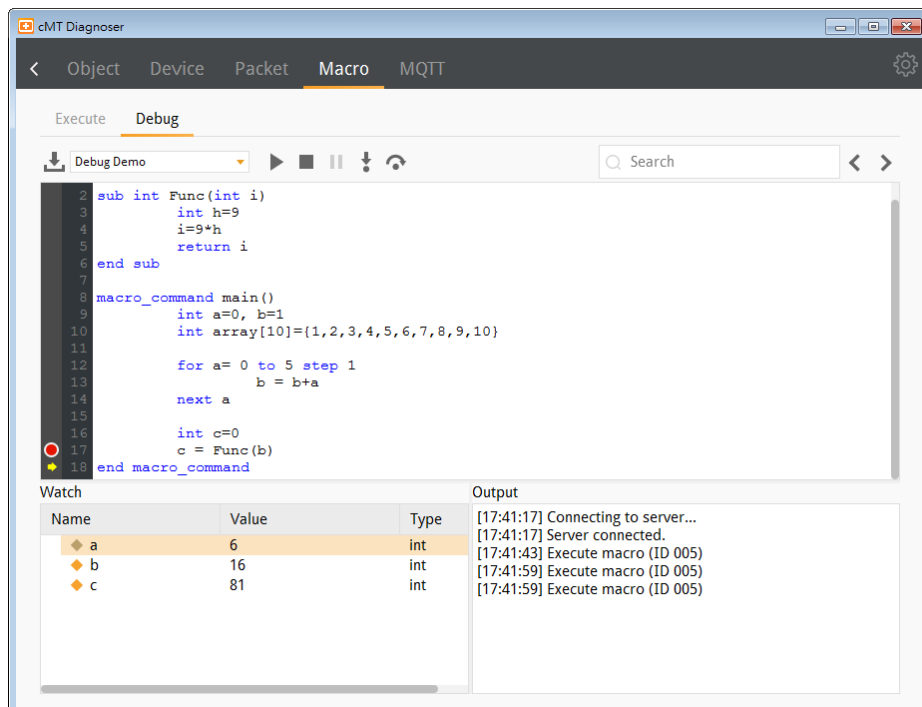 cMT Diagnoser
Object Device Packet Macro MQTT
Execute Debug
Debug Demo Search
2 sub int Func(int i)
3 int h=9
4 i=9*h
5 return i
6 end sub
7
8 macro_command main()
9 int a=0, b=1
10 int array[10]={1,2,3,4,5,6,7,8,9,10}
11
12 for a= 0 to 5 step 1
13 b = b+a
14 next a
15
16 int c=0
17 c = Func(b)
18 end macro_command
Watch
Name Value Type
a 6 int
b 16 int
c 81 int
Output
[17:41:17] Connecting to server...
[17:41:17] Server connected.
[17:41:43] Execute macro (ID 005)
[17:41:59] Execute macro (ID 005)
[17:41:59] Execute macro (ID 005)